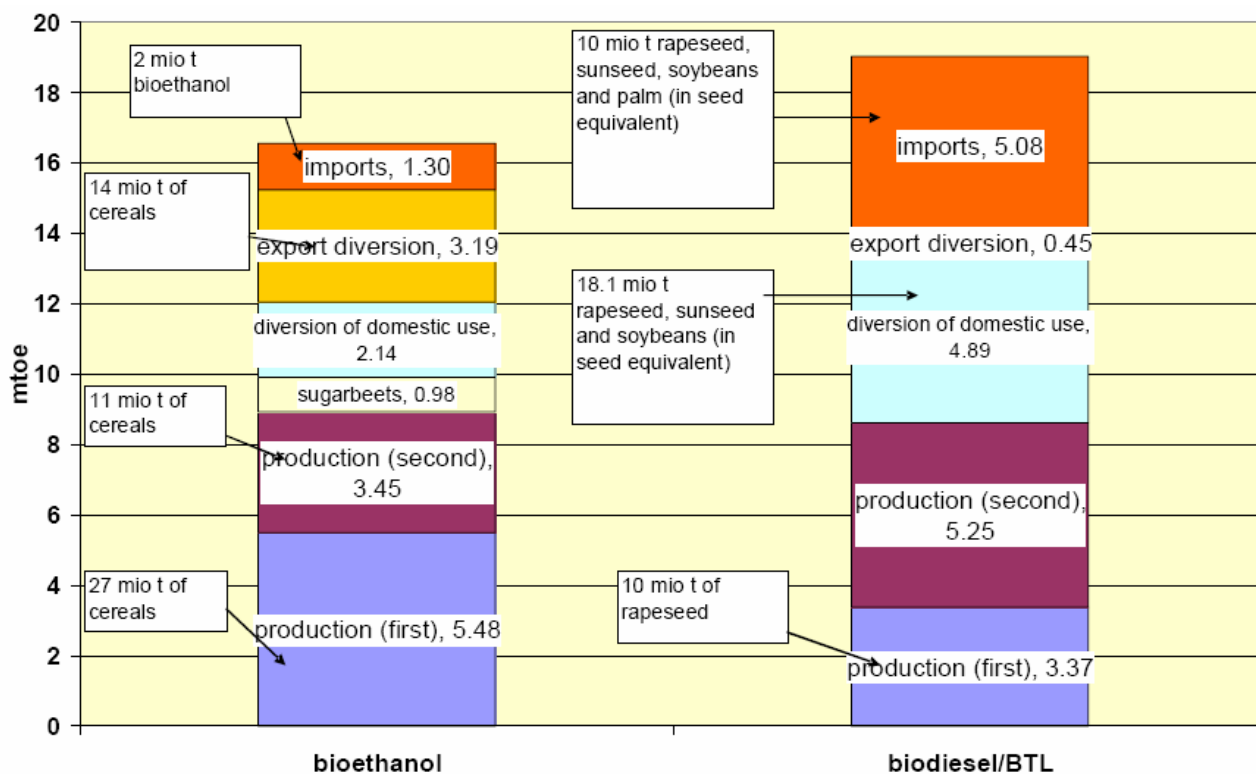 20
18
16
14
12
10
8
6
4
2
0
mtoe
2 mio t
bioethanol
14 mio t of
cereals
11 mio t of
cereals
27 mio t of
cereals
imports, 1.30
export diversion, 3.19
diversion of domestic use,
2.14
sugarbeets, 0.98
production (second),
3.45
production (first), 5.48
10 mio t rapeseed,
sunseed, soybeans
and palm (in seed
equivalent)
18.1 mio t
rapeseed, sunseed
and soybeans (in
seed equivalent)
10 mio t of
rapeseed
imports, 5.08
export diversion, 0.45
diversion of domestic use,
4.89
production (second),
5.25
production (first), 3.37
bioethanol
biodiesel/BTL